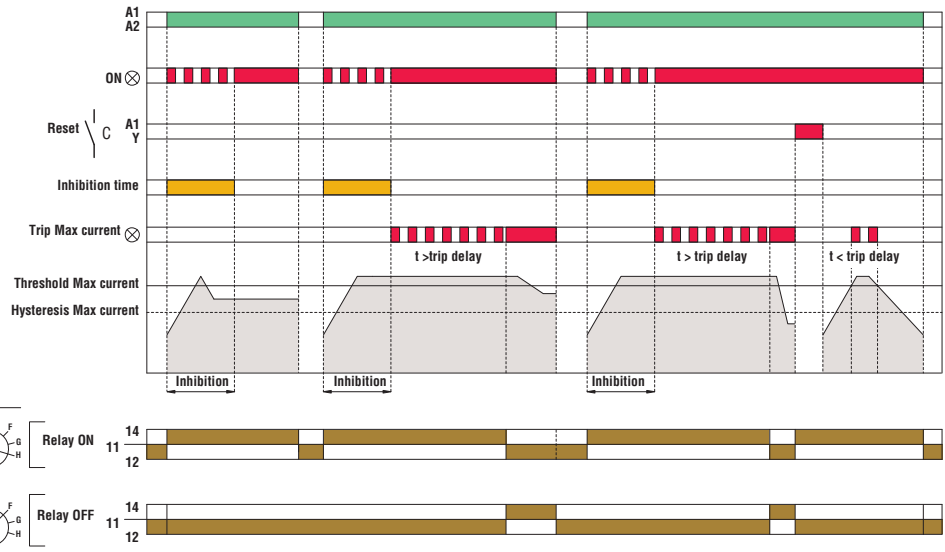 A1
A2
ON
Reset C A1
Y
Inhibition time
Trip Max current
t >trip delay t > trip delay t < trip delay
Threshold Max current
Hysteresis Max current
Inhibition Inhibition Inhibition
F
G
H
Relay ON 14
11
12
F
G
H
Relay OFF 14
11
12